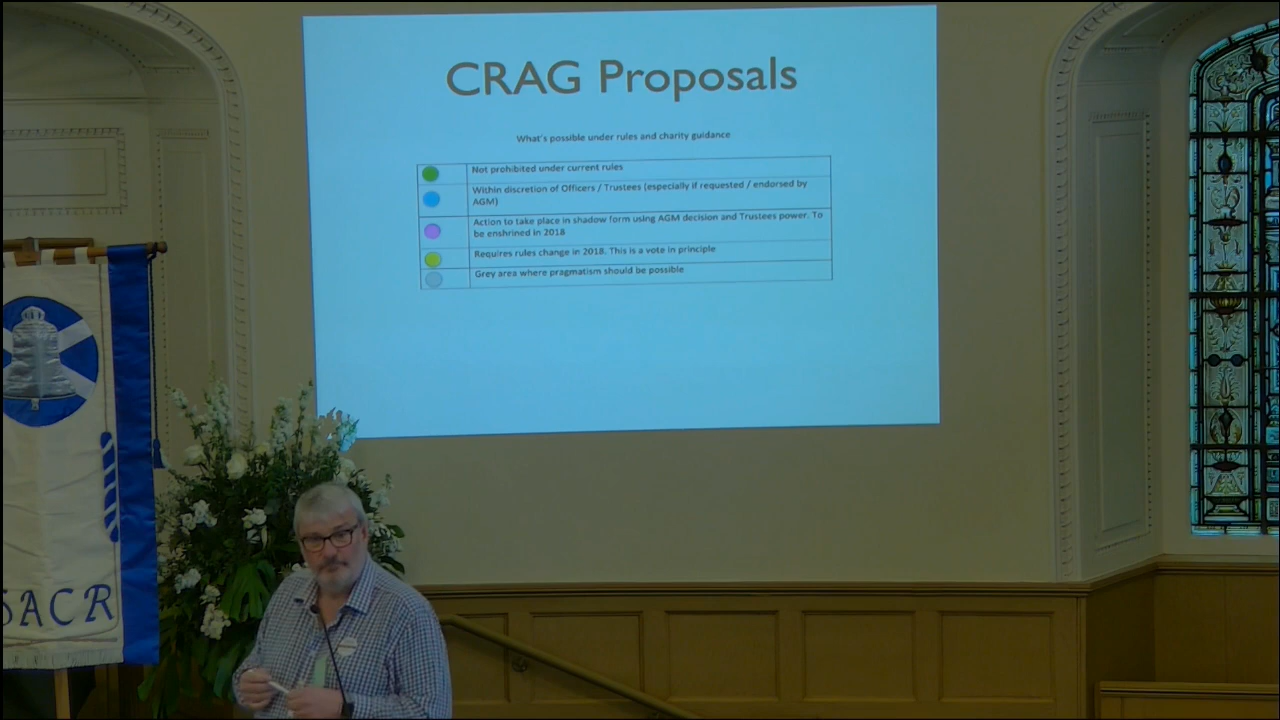 CRAG Proposals
What's possible under rules and charity guidance
Not prohibited under current rules
Within discretion of Officers / Trustees (especially if requested / endorsed by
AGM)
Action to take place in shadow form using AGM decision and Trustees power. To
be enshrined in 2018
Requires rules change in 2018. This is a vote in principle
Grey area where pragmatism should be possible
SACR